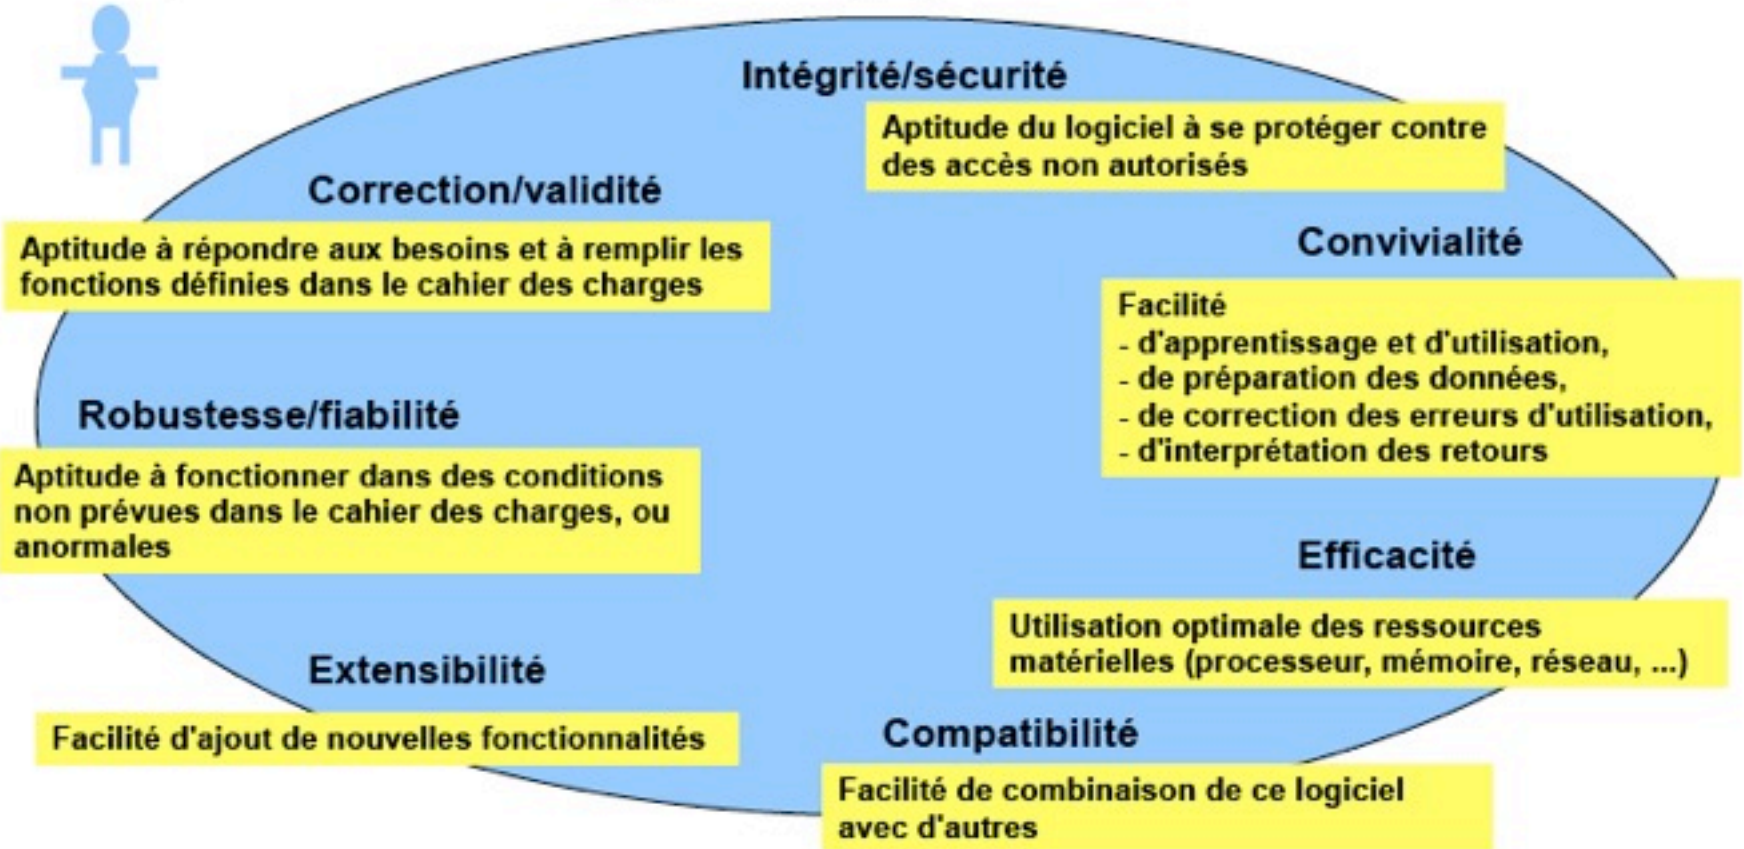 Intégrité/sécurité
Aptitude du logiciel à se protéger contre
des accès non autorisés
Correction/validité
Aptitude à répondre aux besoins et à remplir les
fonctions définies dans le cahier des charges
Convivialité
Facilité
- d'apprentissage et d'utilisation,
- de préparation des données,
- de correction des erreurs d'utilisation,
- d'interprétation des retours
Robustesse/fiabilité
Aptitude à fonctionner dans des conditions
non prévues dans le cahier des charges, ou
anormales
Efficacité
Utilisation optimale des ressources
matérielles (processeur, mémoire, réseau, ...)
Extensibilité
Facilité d'ajout de nouvelles fonctionnalités
Compatibilité
Facilité de combinaison de ce logiciel
avec d'autres